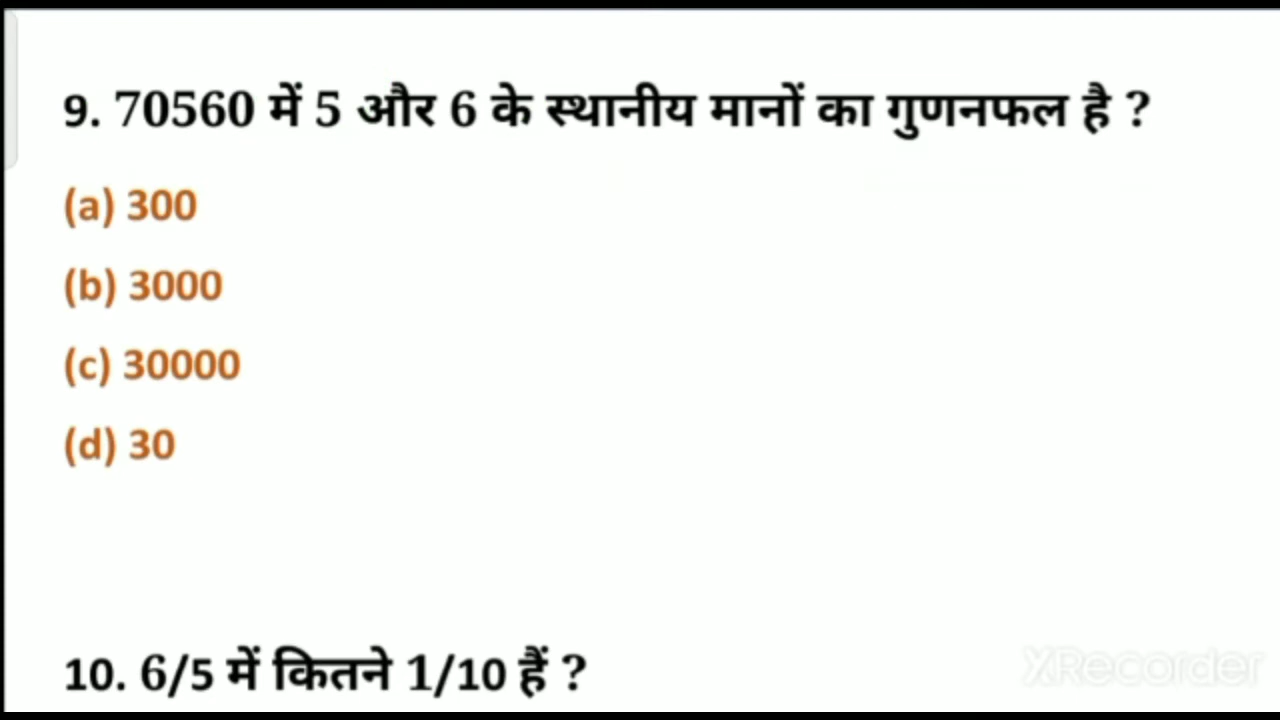 9. 70560 में 5 और 6 के स्थानीय मानों का गुणनफल है ?
(a) 300
(b) 3000
(c) 30000
(d) 30
10. 6/5 में कितने 1/10 हैं ?
XRecorder